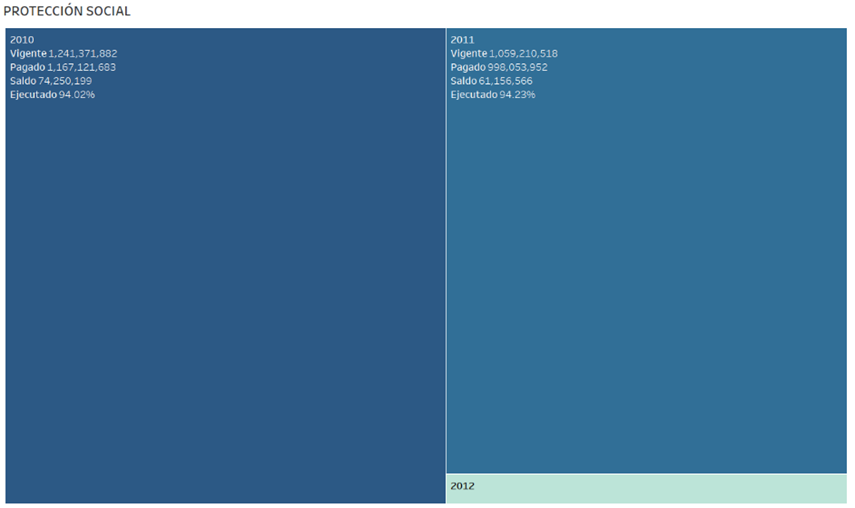 PROTECCIÓN SOCIAL
2010
Vigente 1,241,371,882
Pagado 1,167,121,683
Saldo 74,250,199
Ejecutado 94.02%
2011
Vigente 1,059,210,518
Pagado 998,053,952
Saldo 61,156,566
Ejecutado 94.23%
2012